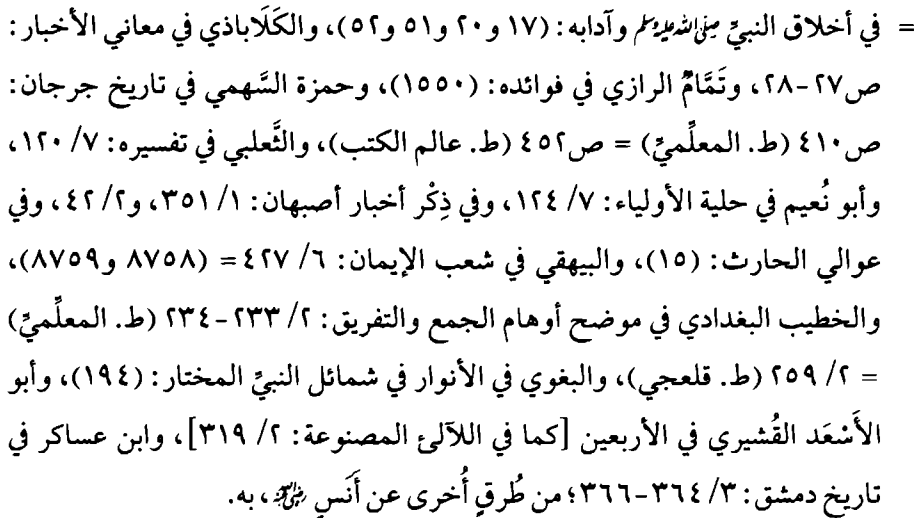 = في أخلاق النبيِّ ﷺ وآدابه: (١٧ و٢٠ و٥١ و٥٢)، والكَلَاباذي في معاني الأخبار:
ص٢٧-٢٨، وتَمَّامٌ الرازي في فوائده: (١٥٥٠)، وحمزة السَّهمي في تاريخ جرجان:
ص٤١٠ (ط. المعلِّميِّ) = ص٤٥٢ (ط. عالم الكتب)، والثَّعلبي في تفسيره: ٧/ ١٢٠،
وأبو نُعيم في حلية الأولياء: ٧/ ١٢٤، وفي ذِكْر أخبار أصبهان: ١/ ٣٥١، و٢/ ٤٢، وفي
عوالي الحارث: (١٥)، والبيهقي في شعب الإيمان: ٦/ ٤٢٧= (٨٧٥٨ و٨٧٥٩)،
والخطيب البغدادي في موضح أوهام الجمع والتفريق: ٢/ ٢٣٣-٢٣٤ (ط. المعلِّميِّ)
= ٢/ ٢٥٩ (ط. قلعجي)، والبغوي في الأنوار في شمائل النبيِّ المختار: (١٩٤)، وأبو
الأَسْعَد القُشيري في الأربعين [كما في اللآلئ المصنوعة: ٢/ ٣١٩]، وابن عساكر في
تاريخ دمشق: ٣/ ٣٦٤-٣٦٦؛ من طُرقٍ أُخرى عن أَنَس رضي الله عنه، به.